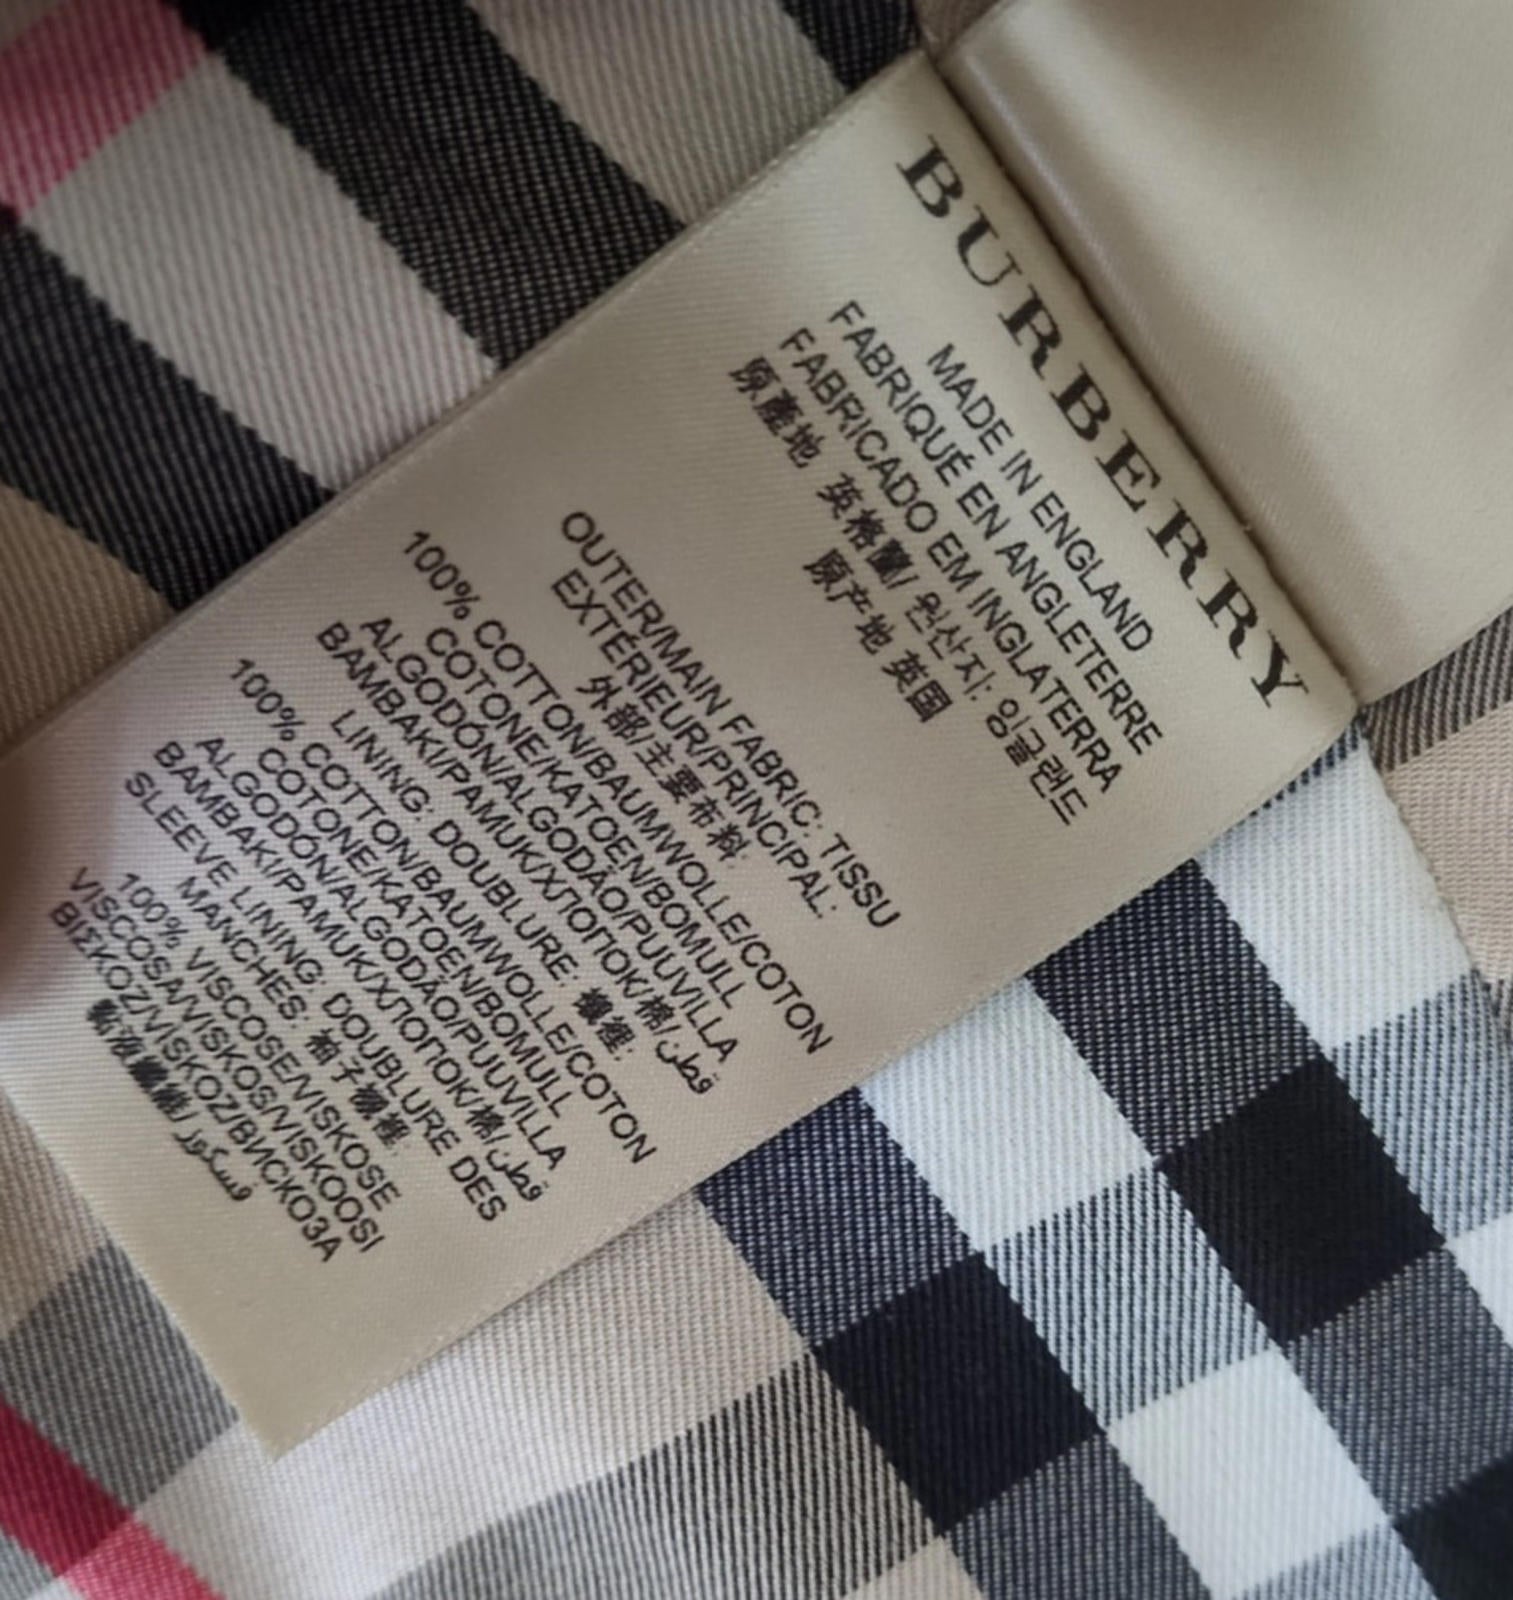 BURBERRY
MADE IN ENGLAND
FABRIQUÉ EN ANGLETERRE
FABRICADO EM INGLATERRA
原產地 英格蘭/ 원산지: 잉글랜드
原产地 英国
OUTER/MAIN FABRIC: TISSU
EXTÉRIEUR/PRINCIPAL:
外部/主要布料:
100% COTTON/BAUMWOLLE/COTON
COTONE/KATOEN/BOMULL
ALGODÓN/ALGODÃO/PUUVILLA
BAMBAKI/PAMUK/ХЛОПОК/棉/قطن
LINING: DOUBLURE: 襯裡:
100% COTTON/BAUMWOLLE/COTON
COTONE/KATOEN/BOMULL
ALGODÓN/ALGODÃO/PUUVILLA
BAMBAKI/PAMUK/ХЛОПОК/棉/قطن
SLEEVE LINING: DOUBLURE DES
MANCHES: 袖子襯裡:
100% VISCOSE/VISKOSE
VISCOSA/VISKOS/VISKOOSI
ΒΙΣΚΟΖ/VISKOZ/ВИСКОЗА
黏液纖維/ فسكوز